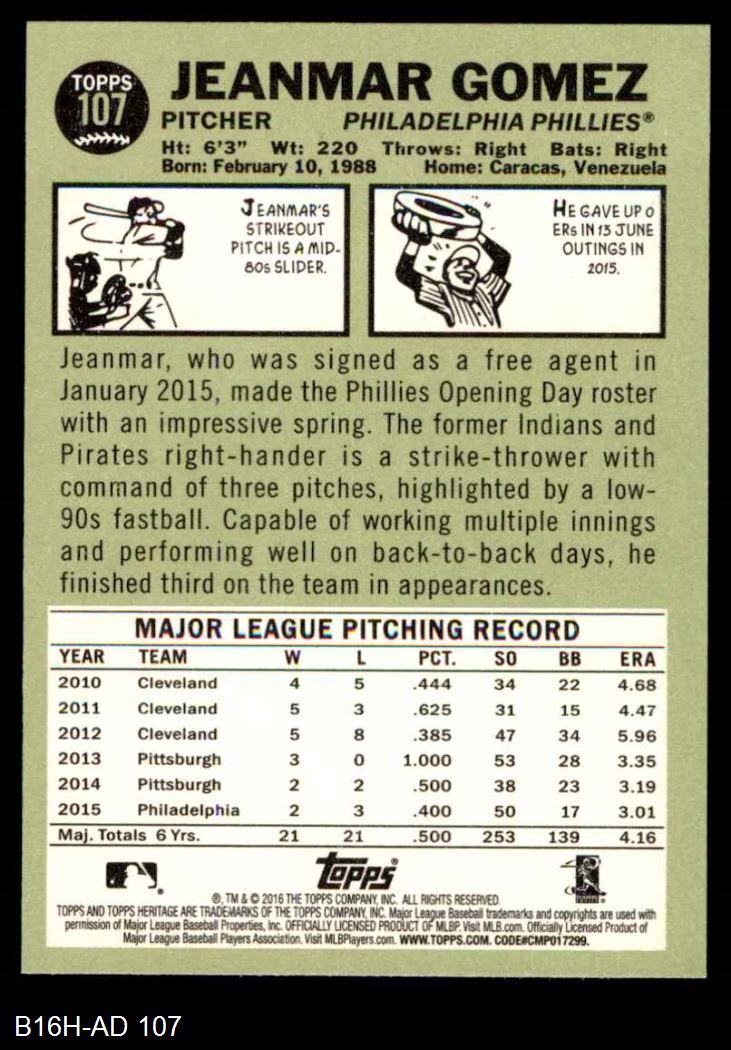 TOPPS
107
JEANMAR GOMEZ
PITCHER PHILADELPHIA PHILLIES®
Ht: 6'3" Wt: 220 Throws: Right Bats: Right
Born: February 10, 1988 Home: Caracas, Venezuela
JEANMAR'S
STRIKEOUT
PITCH IS A MID-
80s SLIDER.
HE GAVE UP 0
ERs IN 13 JUNE
OUTINGS IN
2015.
Jeanmar, who was signed as a free agent in
January 2015, made the Phillies Opening Day roster
with an impressive spring. The former Indians and
Pirates right-hander is a strike-thrower with
command of three pitches, highlighted by a low-
90s fastball. Capable of working multiple innings
and performing well on back-to-back days, he
finished third on the team in appearances.
MAJOR LEAGUE PITCHING RECORD
YEAR TEAM W L PCT. SO BB ERA
2010 Cleveland 4 5 .444 34 22 4.68
2011 Cleveland 5 3 .625 31 15 4.47
2012 Cleveland 5 8 .385 47 34 5.96
2013 Pittsburgh 3 0 1.000 53 28 3.35
2014 Pittsburgh 2 2 .500 38 23 3.19
2015 Philadelphia 2 3 .400 50 17 3.01
Maj. Totals 6 Yrs. 21 21 .500 253 139 4.16
Topps®
®, TM & © 2016 THE TOPPS COMPANY, INC. ALL RIGHTS RESERVED.
TOPPS AND TOPPS HERITAGE ARE TRADEMARKS OF THE TOPPS COMPANY, INC. Major League Baseball trademarks and copyrights are used with
permission of Major League Baseball Properties, Inc. OFFICIALLY LICENSED PRODUCT OF MLBP. Visit MLB.com. Officially Licensed Product of
Major League Baseball Players Association. Visit MLBPlayers.com. WWW.TOPPS.COM. CODE#CMP017299.
B16H-AD 107